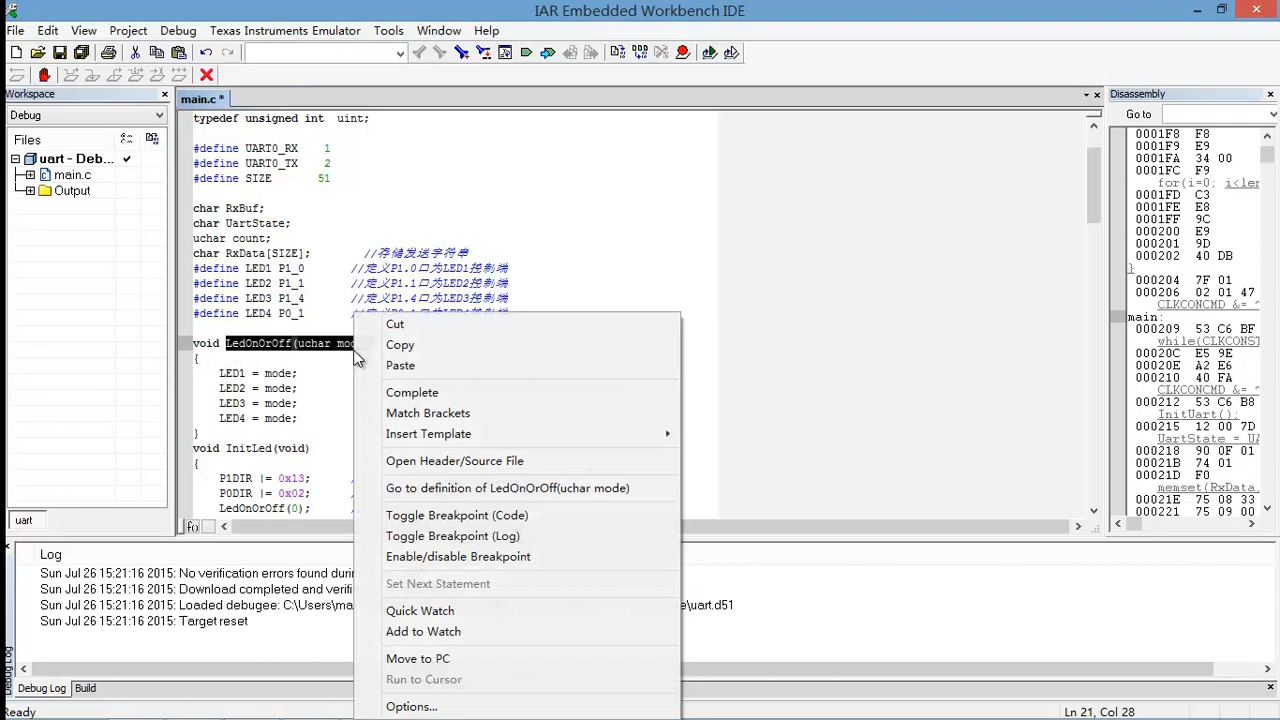 IAR Embedded Workbench IDE
File Edit View Project Debug Texas Instruments Emulator Tools Window Help
Workspace
Debug
Files
uart - Deb...
main.c
Output
uart
main.c *
typedef unsigned int uint;
#define UART0_RX 1
#define UART0_TX 2
#define SIZE 51
char RxBuf;
char UartState;
uchar count;
char RxData[SIZE]; //存储发送字符串
#define LED1 P1_0 //定义P1.0口为LED1控制端
#define LED2 P1_1 //定义P1.1口为LED2控制端
#define LED3 P1_4 //定义P1.4口为LED3控制端
#define LED4 P0_1
void LedOnOrOff(uchar mod
{
LED1 = mode;
LED2 = mode;
LED3 = mode;
LED4 = mode;
}
void InitLed(void)
{
P1DIR |= 0x13;
P0DIR |= 0x02;
LedOnOrOff(0);
Cut
Copy
Paste
Complete
Match Brackets
Insert Template
Open Header/Source File
Go to definition of LedOnOrOff(uchar mode)
Toggle Breakpoint (Code)
Toggle Breakpoint (Log)
Enable/disable Breakpoint
Set Next Statement
Quick Watch
Add to Watch
Move to PC
Run to Cursor
Options...
Disassembly
Go to
0001F8 F8
0001F9 E9
0001FA 34 00
0001FC F9
for(i=0; i<len
0001FD C3
0001FE E8
0001FF 9C
000200 E9
000201 9D
000202 40 DB
}
000204 7F 01
000206 02 01 47
CLKCONCMD &= ~
main:
000209 53 C6 BF
while(CLKCONST
00020C E5 9E
00020E A2 E6
000210 40 FA
CLKCONCMD &= ~
000212 53 C6 B8
InitUart();
000215 12 00 7D
UartState = UA
000218 90 0F 01
00021B 74 01
00021D F0
memset(RxData,
00021E 75 08 33
000221 75 09 00
Log
Sun Jul 26 15:21:16 2015: No verification errors found durin
Sun Jul 26 15:21:16 2015: Download completed and verifi
Sun Jul 26 15:21:16 2015: Loaded debugee: C:\Users\ma
e\uart.d51
Sun Jul 26 15:21:16 2015: Target reset
Debug Log
Debug Log Build
Ready
Ln 21, Col 28